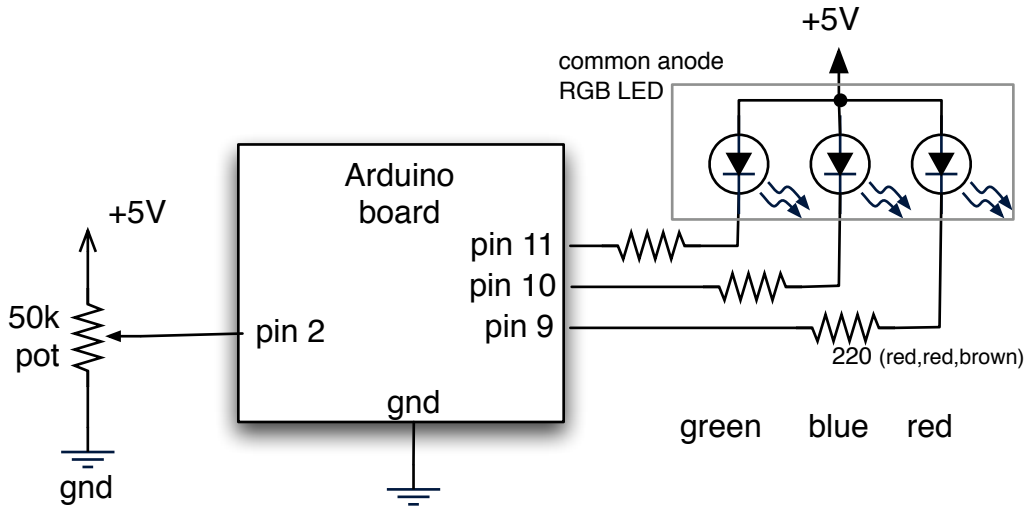 +5V
common anode
RGB LED
Arduino
board
+5V
pin 11
pin 10
50k
pot
pin 2
pin 9
220 (red,red,brown)
gnd
green blue red
gnd